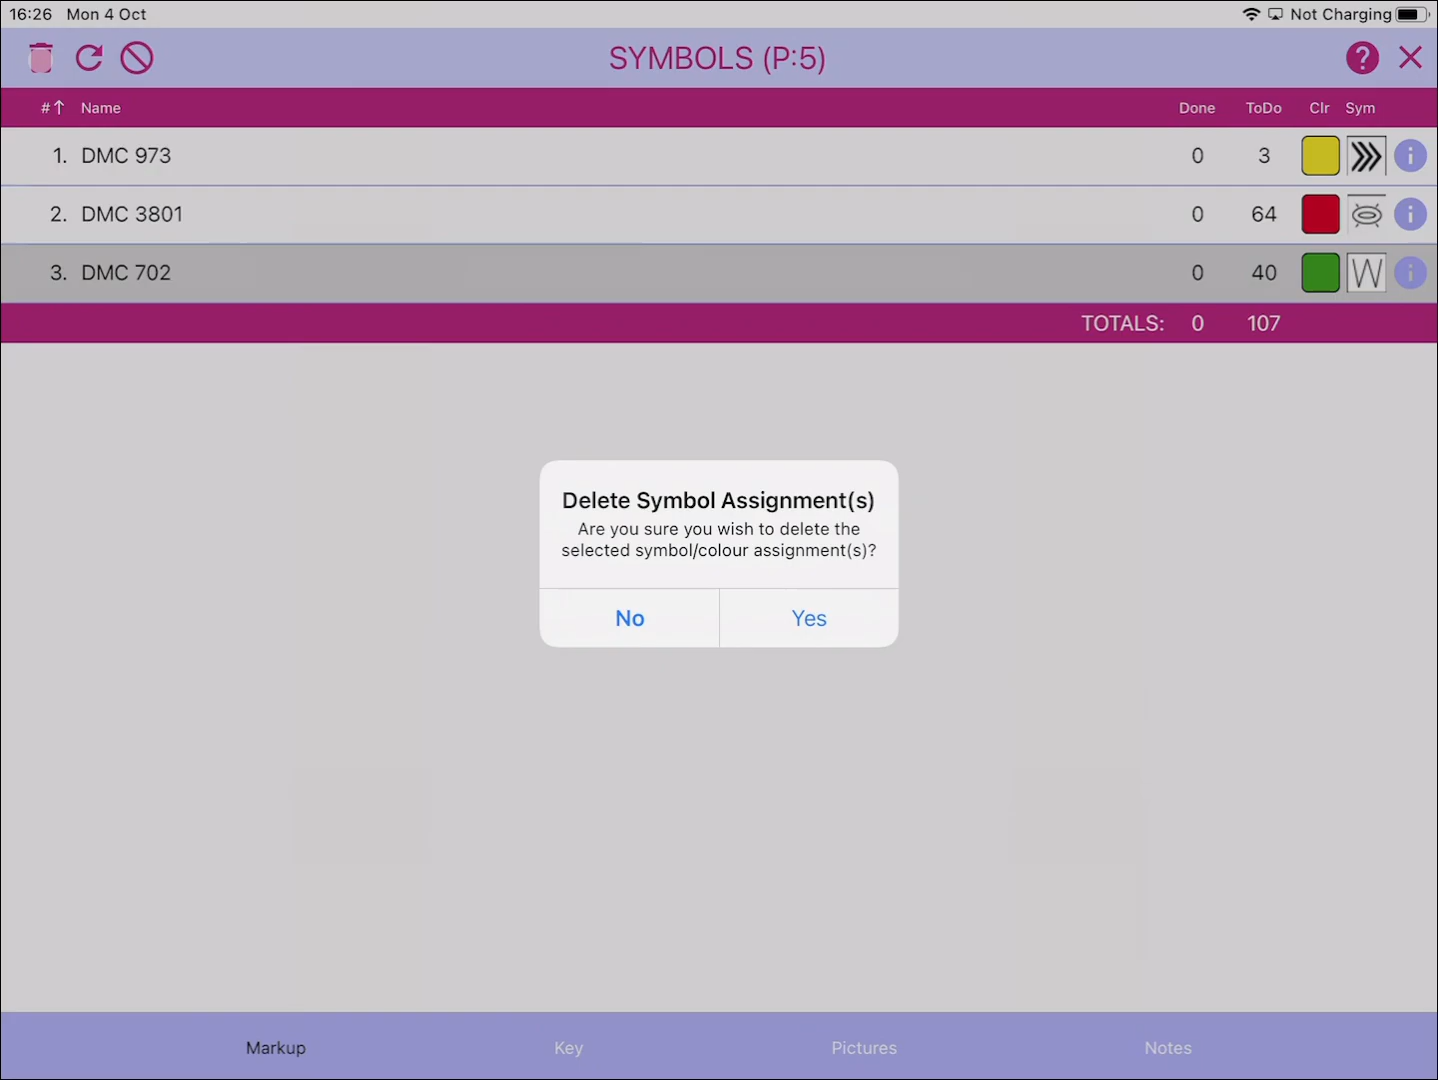 16:26 Mon 4 Oct Not Charging
SYMBOLS (P:5)
?
#↑ Name Done ToDo Clr Sym
1. DMC 973 0 3 i
2. DMC 3801 0 64 i
3. DMC 702 0 40 W i
TOTALS: 0 107
Delete Symbol Assignment(s)
Are you sure you wish to delete the
selected symbol/colour assignment(s)?
No Yes
Markup Key Pictures Notes